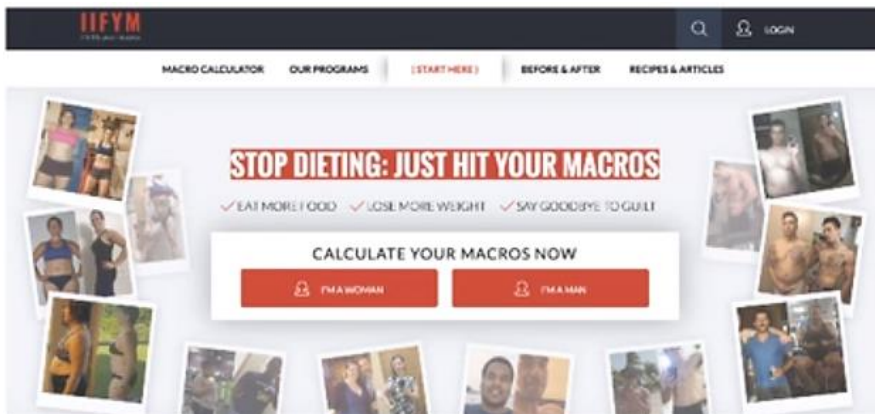 IIFYM
LOGIN
MACRO CALCULATOR OUR PROGRAMS {START HERE} BEFORE & AFTER RECIPES & ARTICLES
STOP DIETING: JUST HIT YOUR MACROS
EAT MORE FOOD LOSE MORE WEIGHT SAY GOODBYE TO GUILT
CALCULATE YOUR MACROS NOW
I'M A WOMAN I'M A MAN